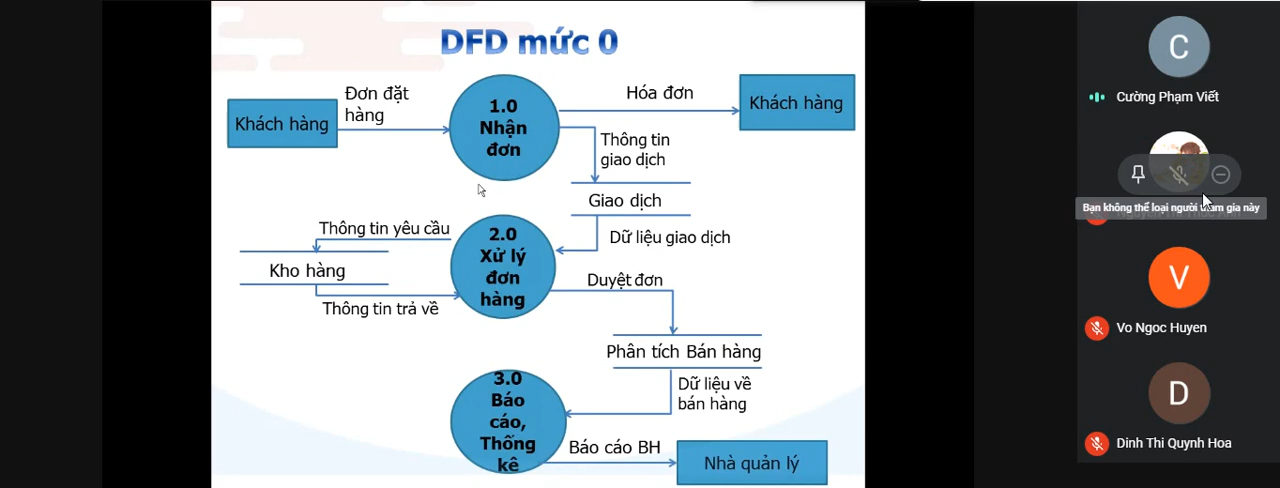 DFD mức 0
Khách hàng
Đơn đặt
hàng
1.0
Nhận
đơn
Hóa đơn
Khách hàng
Thông tin
giao dịch
Giao dịch
Dữ liệu giao dịch
Thông tin yêu cầu
Kho hàng
Thông tin trả về
2.0
Xử lý
đơn
hàng
Duyệt đơn
Phân tích Bán hàng
Dữ liệu về
bán hàng
3.0
Báo
cáo,
Thống
kê
Báo cáo BH
Nhà quản lý
C
Cường Phạm Viết
Bạn không thể loại người tham gia này
V
Vo Ngoc Huyen
D
Dinh Thi Quynh Hoa